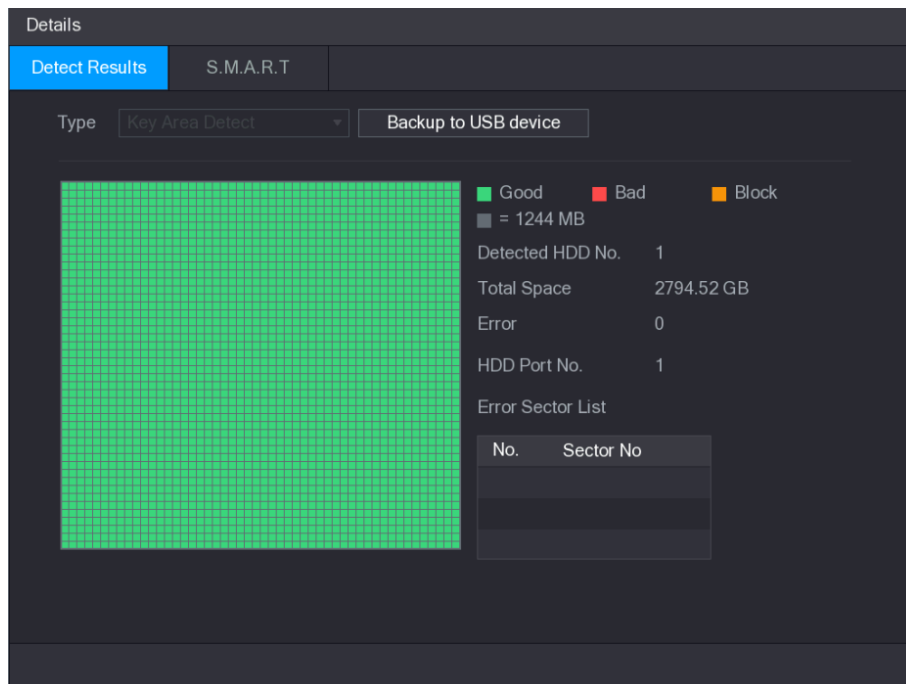 Details
Detect Results S.M.A.R.T
Type Key Area Detect Backup to USB device
Good Bad Block
= 1244 MB
Detected HDD No. 1
Total Space 2794.52 GB
Error 0
HDD Port No. 1
Error Sector List
No. Sector No